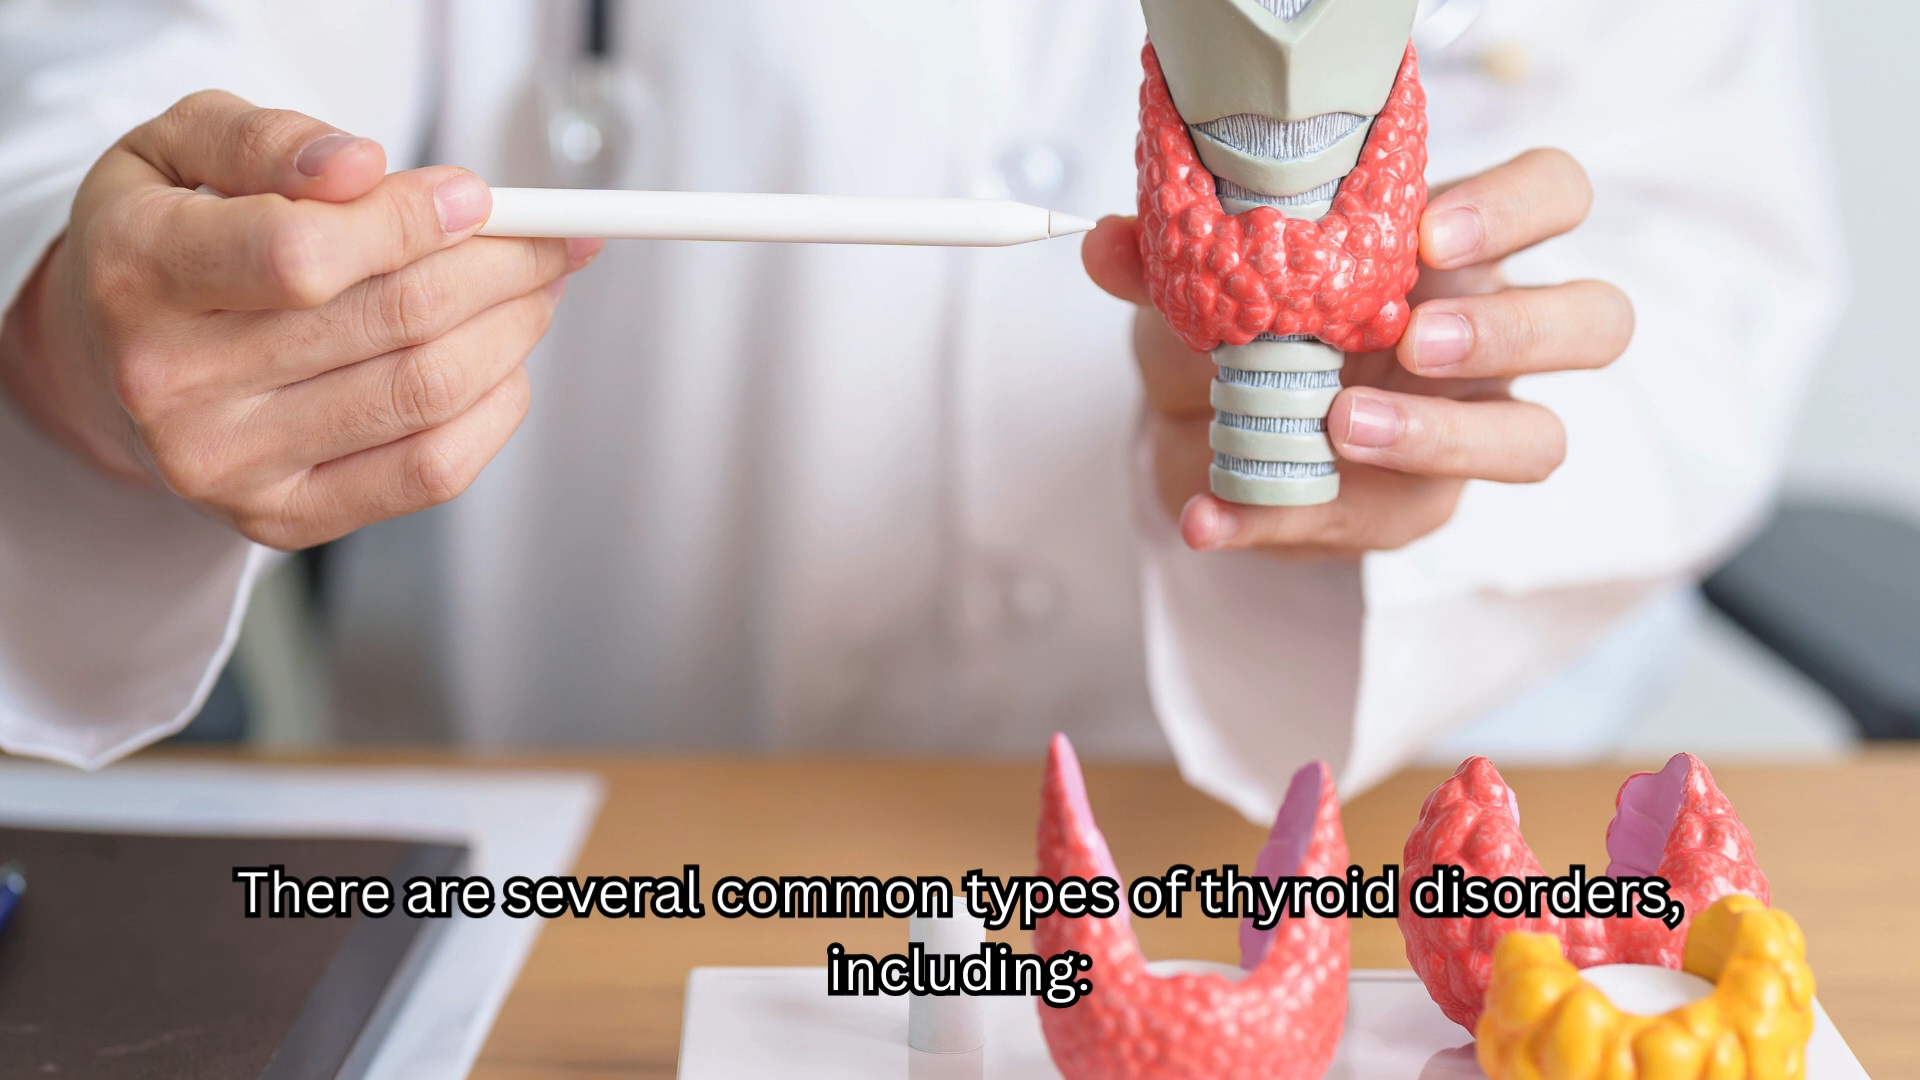 There are several common types of thyroid disorders,
including: